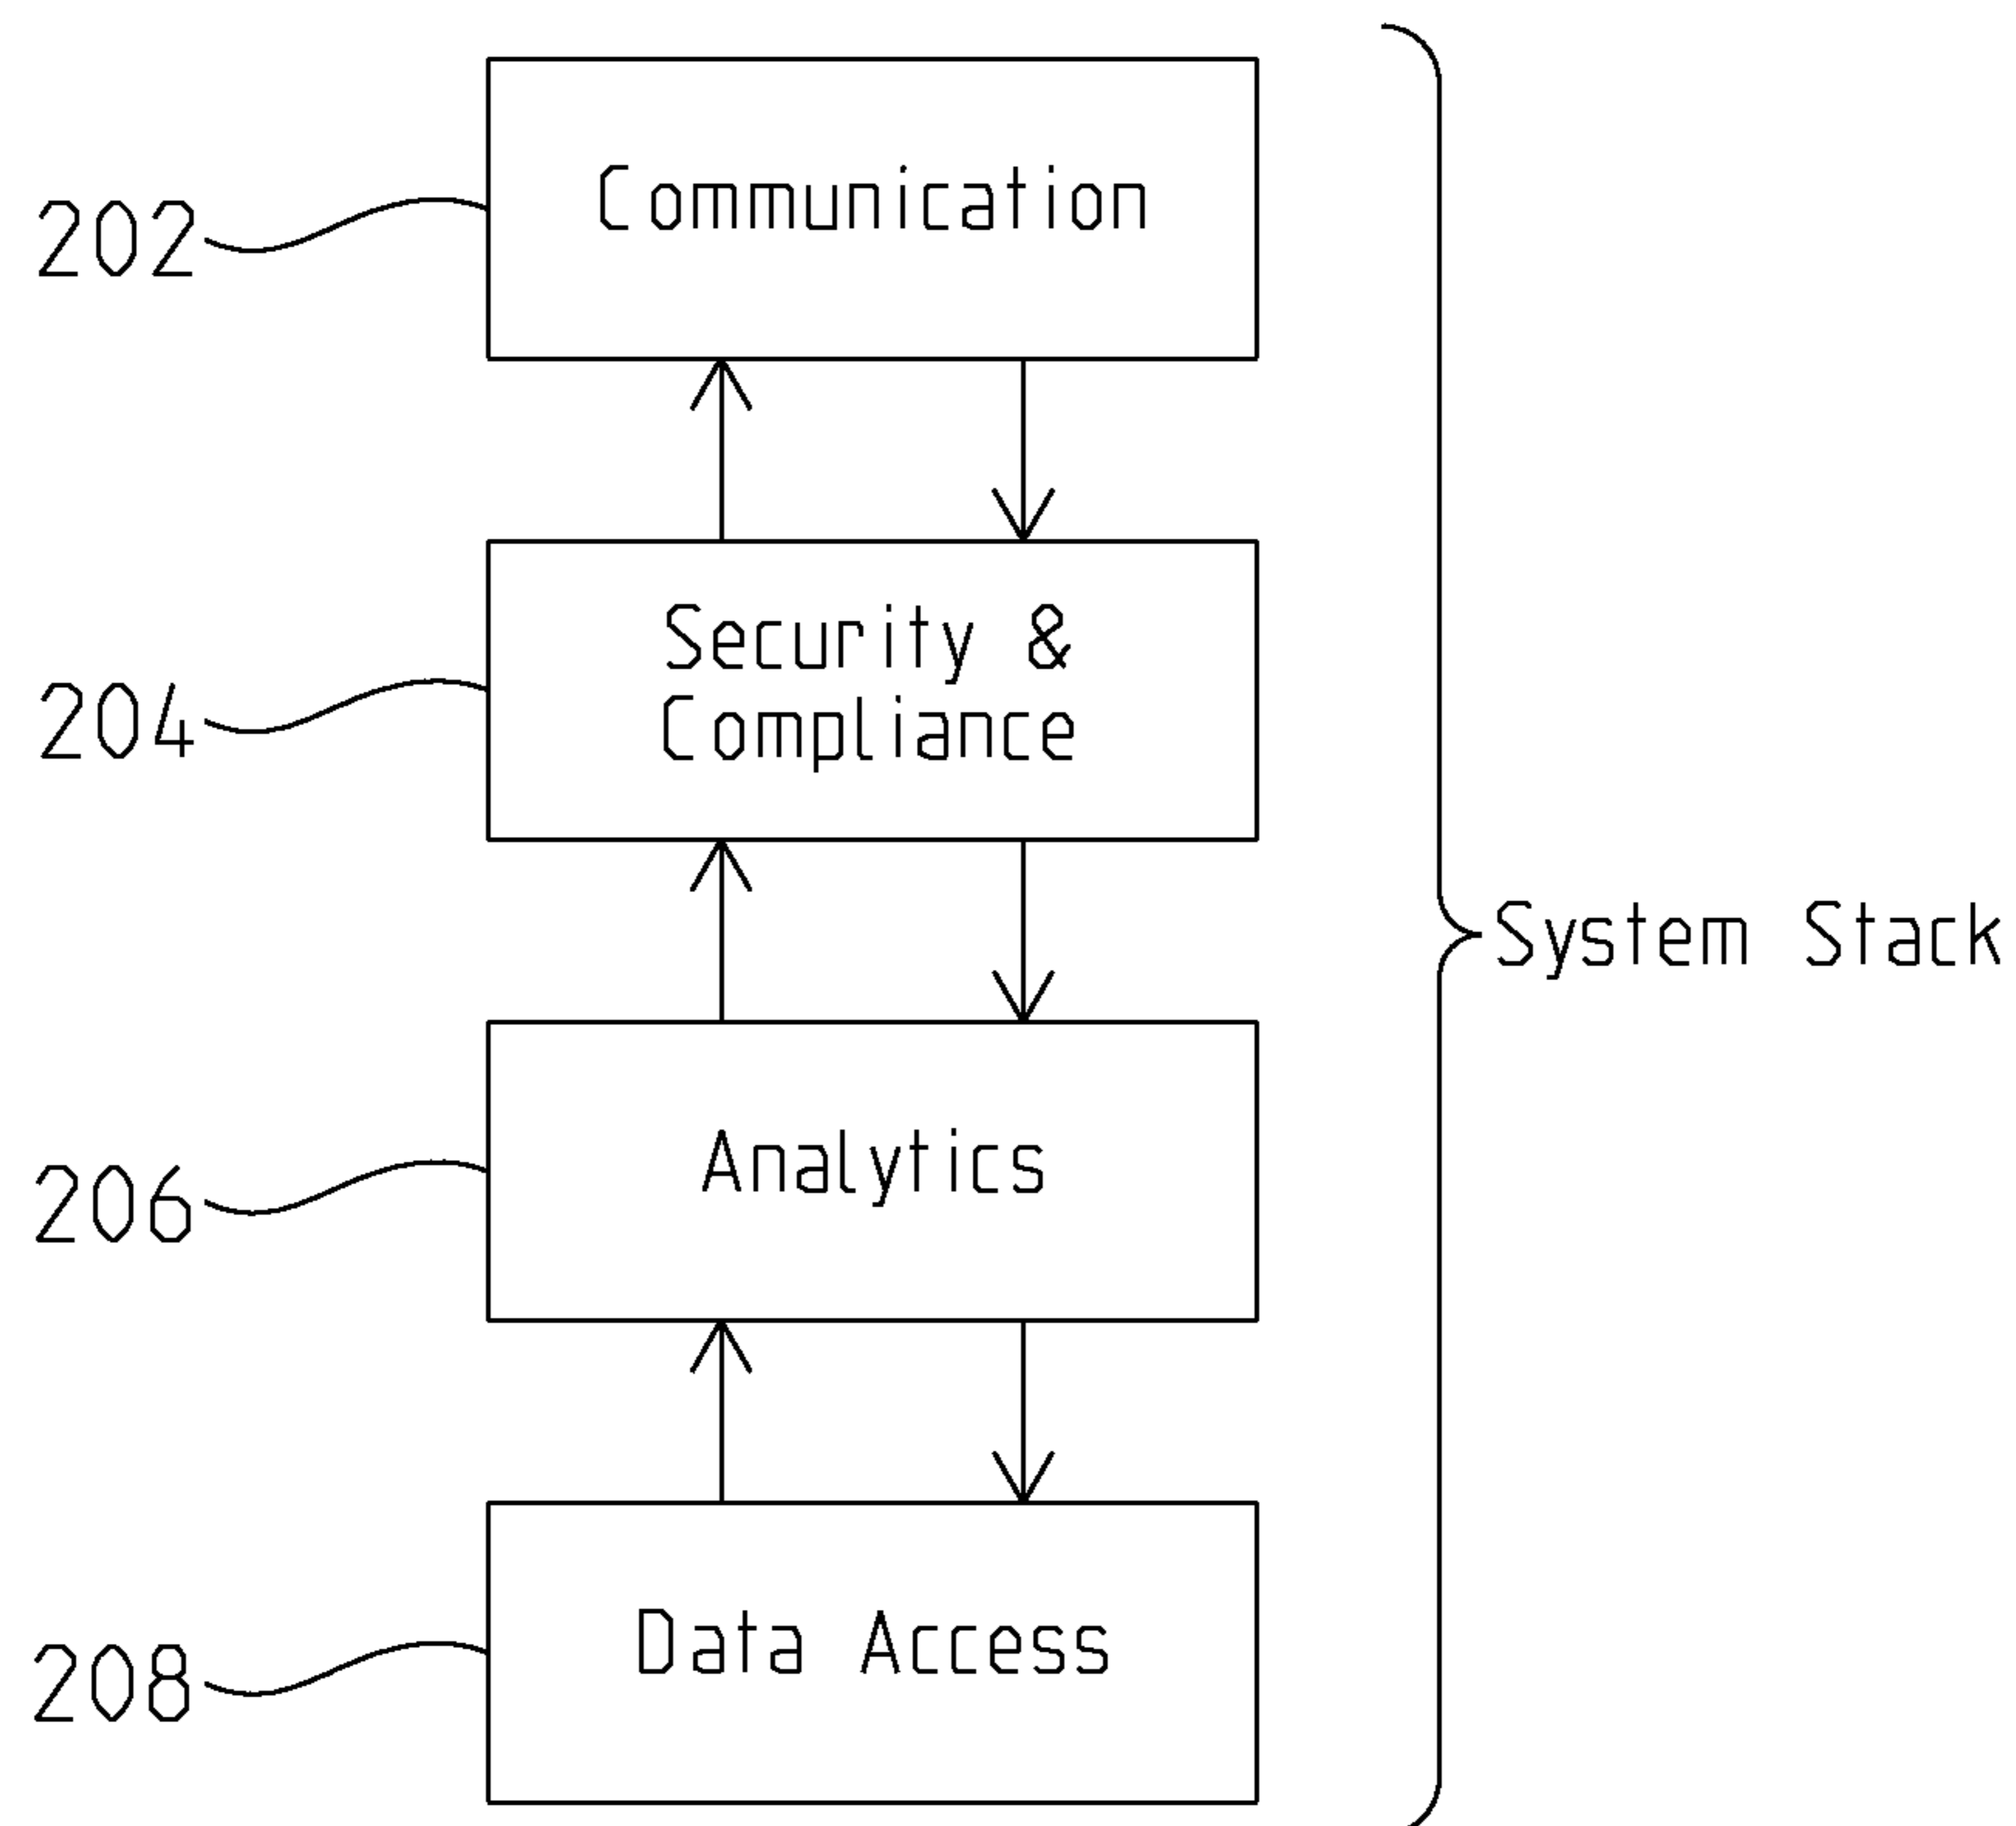 Communication
202
Security &
Compliance
204
System Stack
Analytics
206
Data Access
208